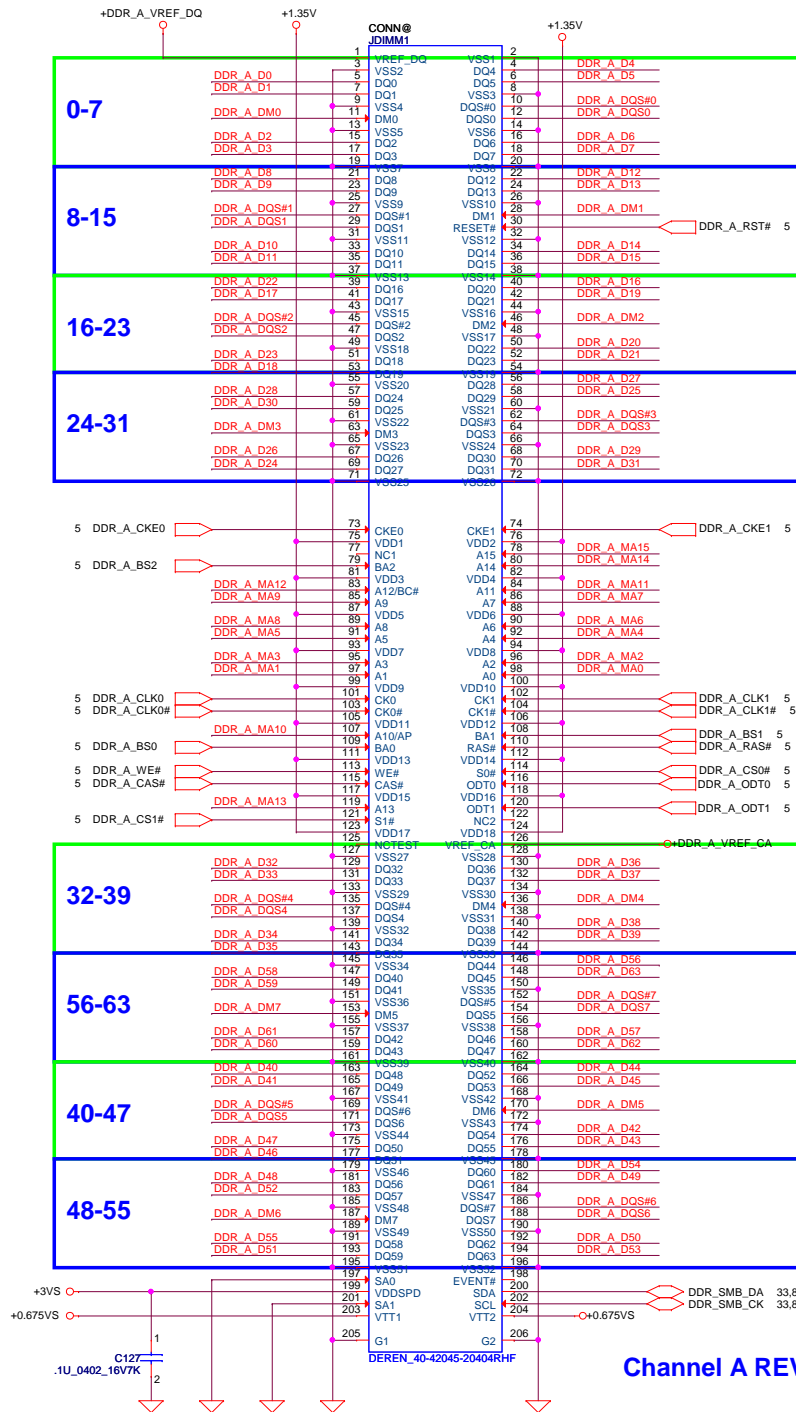 +DDR_A_VREF_DQ
+1.35V
+1.35V
CONN@
JDIMM1
1 VREF_DQ VSS1 2
3 VSS2 DQ4 4 DDR_A_D4
DDR_A_D0 5 DQ0 DQ5 6 DDR_A_D5
DDR_A_D1 7 DQ1 VSS3 8
0-7
9 VSS4 DQS#0 10 DDR_A_DQS#0
DDR_A_DM0 11 DM0 DQS0 12 DDR_A_DQS0
13 VSS5 VSS6 14
DDR_A_D2 15 DQ2 DQ6 16 DDR_A_D6
DDR_A_D3 17 DQ3 DQ7 18 DDR_A_D7
19 VSS7 VSS8 20
DDR_A_D8 21 DQ8 DQ12 22 DDR_A_D12
DDR_A_D9 23 DQ9 DQ13 24 DDR_A_D13
25 VSS9 VSS10 26
8-15
DDR_A_DQS#1 27 DQS#1 DM1 28 DDR_A_DM1
DDR_A_DQS1 29 DQS1 RESET# 30 DDR_A_RST# 5
31 VSS11 VSS12 32
DDR_A_D10 33 DQ10 DQ14 34 DDR_A_D14
DDR_A_D11 35 DQ11 DQ15 36 DDR_A_D15
37 VSS13 VSS14 38
DDR_A_D22 39 DQ16 DQ20 40 DDR_A_D16
DDR_A_D17 41 DQ17 DQ21 42 DDR_A_D19
43 VSS15 VSS16 44
16-23
DDR_A_DQS#2 45 DQS#2 DM2 46 DDR_A_DM2
DDR_A_DQS2 47 DQS2 VSS17 48
49 VSS18 DQ22 50 DDR_A_D20
DDR_A_D23 51 DQ18 DQ23 52 DDR_A_D21
DDR_A_D18 53 DQ19 VSS19 54
55 VSS20 DQ28 56 DDR_A_D27
DDR_A_D28 57 DQ24 DQ29 58 DDR_A_D25
DDR_A_D30 59 DQ25 VSS21 60
24-31
61 VSS22 DQS#3 62 DDR_A_DQS#3
DDR_A_DM3 63 DM3 DQS3 64 DDR_A_DQS3
65 VSS23 VSS24 66
DDR_A_D26 67 DQ26 DQ30 68 DDR_A_D29
DDR_A_D24 69 DQ27 DQ31 70 DDR_A_D31
71 VSS25 VSS26 72
5 DDR_A_CKE0 73 CKE0 CKE1 74 DDR_A_CKE1 5
75 VDD1 VDD2 76
77 NC1 A15 78 DDR_A_MA15
5 DDR_A_BS2 79 BA2 A14 80 DDR_A_MA14
81 VDD3 VDD4 82
DDR_A_MA12 83 A12/BC# A11 84 DDR_A_MA11
DDR_A_MA9 85 A9 A7 86 DDR_A_MA7
87 VDD5 VDD6 88
DDR_A_MA8 89 A8 A6 90 DDR_A_MA6
DDR_A_MA5 91 A5 A4 92 DDR_A_MA4
93 VDD7 VDD8 94
DDR_A_MA3 95 A3 A2 96 DDR_A_MA2
DDR_A_MA1 97 A1 A0 98 DDR_A_MA0
99 VDD9 VDD10 100
5 DDR_A_CLK0 101 CK0 CK1 102 DDR_A_CLK1 5
5 DDR_A_CLK0# 103 CK0# CK1# 104 DDR_A_CLK1# 5
105 VDD11 VDD12 106
DDR_A_MA10 107 A10/AP BA1 108 DDR_A_BS1 5
5 DDR_A_BS0 109 BA0 RAS# 110 DDR_A_RAS# 5
111 VDD13 VDD14 112
5 DDR_A_WE# 113 WE# S0# 114 DDR_A_CS0# 5
5 DDR_A_CAS# 115 CAS# ODT0 116 DDR_A_ODT0 5
117 VDD15 VDD16 118
DDR_A_MA13 119 A13 ODT1 120 DDR_A_ODT1 5
5 DDR_A_CS1# 121 S1# NC2 122
123 VDD17 VDD18 124
125 NCTEST VREF_CA 126 +DDR_A_VREF_CA
127 VSS27 VSS28 128
DDR_A_D32 129 DQ32 DQ36 130 DDR_A_D36
DDR_A_D33 131 DQ33 DQ37 132 DDR_A_D37
133 VSS29 VSS30 134
32-39
DDR_A_DQS#4 135 DQS#4 DM4 136 DDR_A_DM4
DDR_A_DQS4 137 DQS4 VSS31 138
139 VSS32 DQ38 140 DDR_A_D38
DDR_A_D34 141 DQ34 DQ39 142 DDR_A_D39
DDR_A_D35 143 DQ35 VSS33 144
145 VSS34 DQ44 146 DDR_A_D56
DDR_A_D58 147 DQ40 DQ45 148 DDR_A_D63
DDR_A_D59 149 DQ41 VSS35 150
56-63
151 VSS36 DQS#5 152 DDR_A_DQS#7
DDR_A_DM7 153 DM5 DQS5 154 DDR_A_DQS7
155 VSS37 VSS38 156
DDR_A_D61 157 DQ42 DQ46 158 DDR_A_D57
DDR_A_D60 159 DQ43 DQ47 160 DDR_A_D62
161 VSS39 VSS40 162
DDR_A_D40 163 DQ48 DQ52 164 DDR_A_D44
DDR_A_D41 165 DQ49 DQ53 166 DDR_A_D45
167 VSS41 VSS42 168
40-47
DDR_A_DQS#5 169 DQS#6 DM6 170 DDR_A_DM5
DDR_A_DQS5 171 DQS6 VSS43 172
173 VSS44 DQ54 174 DDR_A_D42
DDR_A_D47 175 DQ50 DQ55 176 DDR_A_D43
DDR_A_D46 177 DQ51 VSS45 178
179 VSS46 DQ60 180 DDR_A_D54
DDR_A_D48 181 DQ56 DQ61 182 DDR_A_D49
DDR_A_D52 183 DQ57 VSS47 184
48-55
185 VSS48 DQS#7 186 DDR_A_DQS#6
DDR_A_DM6 187 DM7 DQS7 188 DDR_A_DQS6
189 VSS49 VSS50 190
DDR_A_D55 191 DQ58 DQ62 192 DDR_A_D50
DDR_A_D51 193 DQ59 DQ63 194 DDR_A_D53
195 VSS51 VSS52 196
197 SA0 EVENT# 198
+3VS 199 VDDSPD SDA 200 DDR_SMB_DA 33,8
201 SA1 SCL 202 DDR_SMB_CK 33,8
+0.675VS 203 VTT1 VTT2 204 +0.675VS
205 G1 G2 206
DEREN_40-42045-20404RHF
1
C127
.1U_0402_16V7K
2
Channel A REV